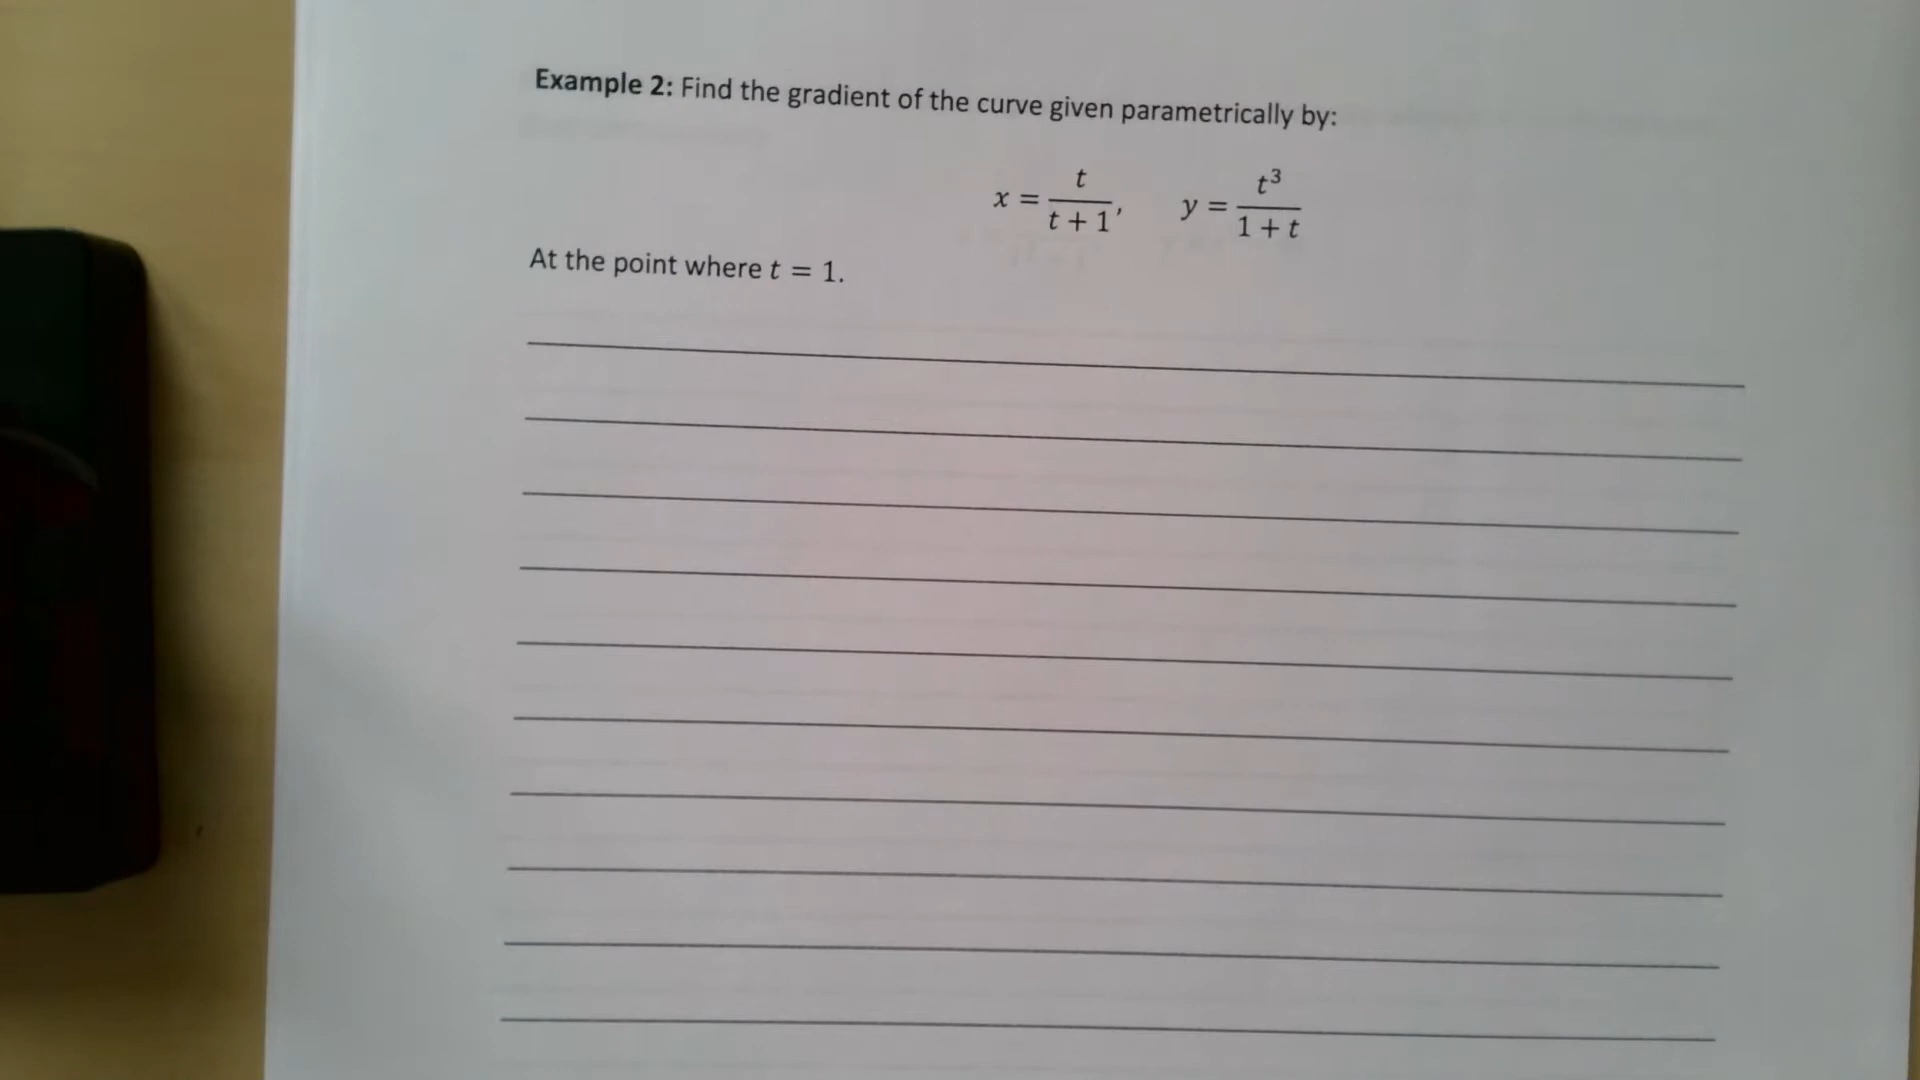 Example 2: Find the gradient of the curve given parametrically by:
x = t/(t + 1), y = t³/(1 + t)
At the point where t = 1.